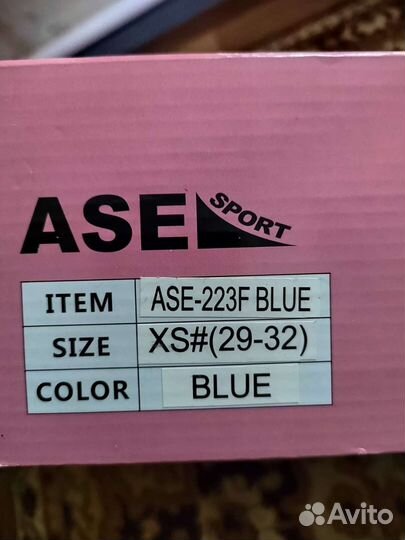 ASE SPORT
ITEM ASE-223F BLUE
SIZE XS#(29-32)
COLOR BLUE
Avito